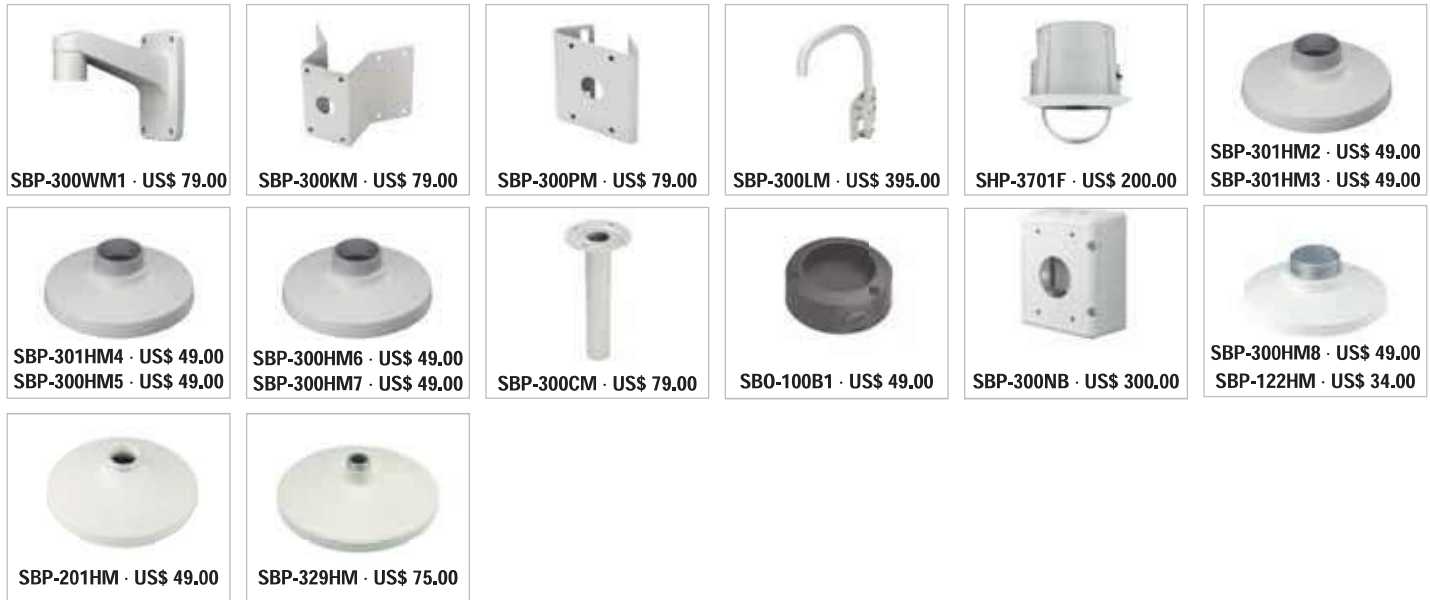 SBP-300WM1 · US$ 79.00
SBP-300KM · US$ 79.00
SBP-300PM · US$ 79.00
SBP-300LM · US$ 395.00
SHP-3701F · US$ 200.00
SBP-301HM2 · US$ 49.00
SBP-301HM3 · US$ 49.00
SBP-301HM4 · US$ 49.00
SBP-300HM5 · US$ 49.00
SBP-300HM6 · US$ 49.00
SBP-300HM7 · US$ 49.00
SBP-300CM · US$ 79.00
SBO-100B1 · US$ 49.00
SBP-300NB · US$ 300.00
SBP-300HM8 · US$ 49.00
SBP-122HM · US$ 34.00
SBP-201HM · US$ 49.00
SBP-329HM · US$ 75.00